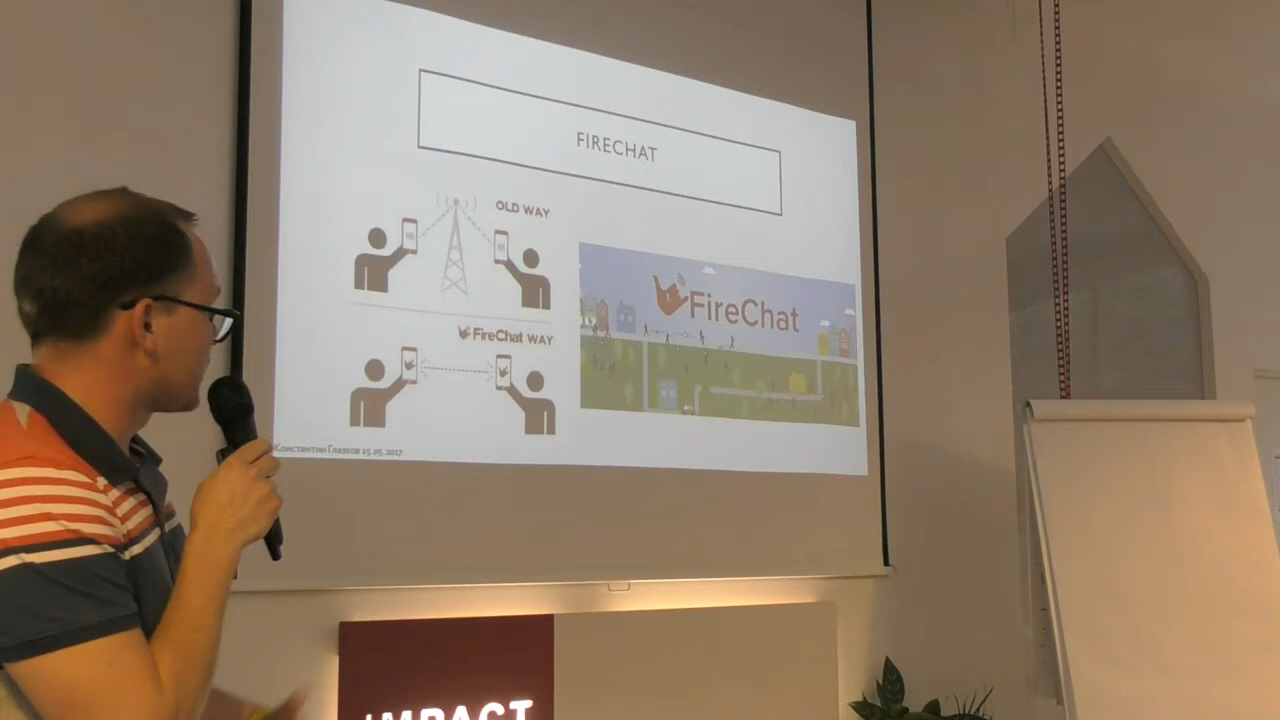 FIRECHAT
OLD WAY
FireChat WAY
FireChat
Константин Глазков 15.05.2017
IMPACT